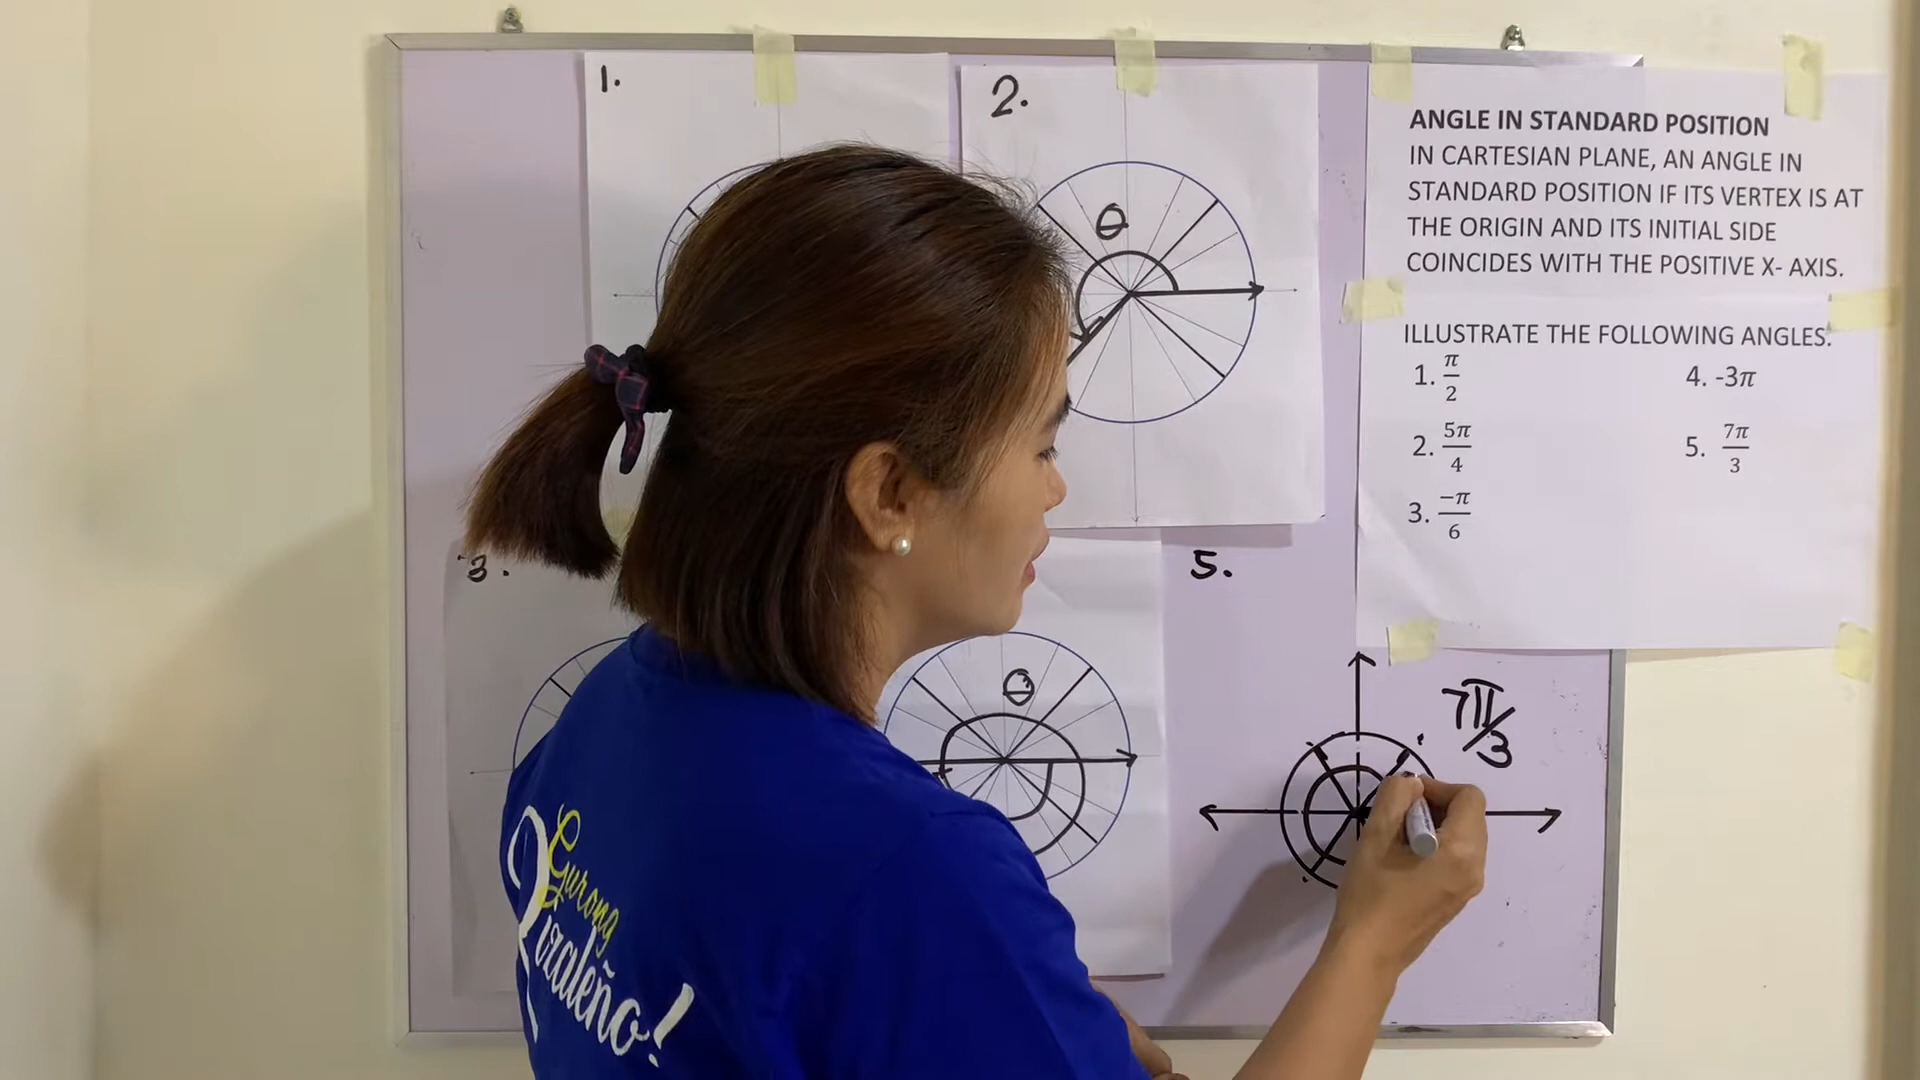 1.
2.
θ
ANGLE IN STANDARD POSITION
IN CARTESIAN PLANE, AN ANGLE IN
STANDARD POSITION IF ITS VERTEX IS AT
THE ORIGIN AND ITS INITIAL SIDE
COINCIDES WITH THE POSITIVE X- AXIS.
ILLUSTRATE THE FOLLOWING ANGLES.
1. π/2
4. -3π
2. 5π/4
5. 7π/3
3. -π/6
3.
θ
5.
7π/3
Gurong
Rizaleño!